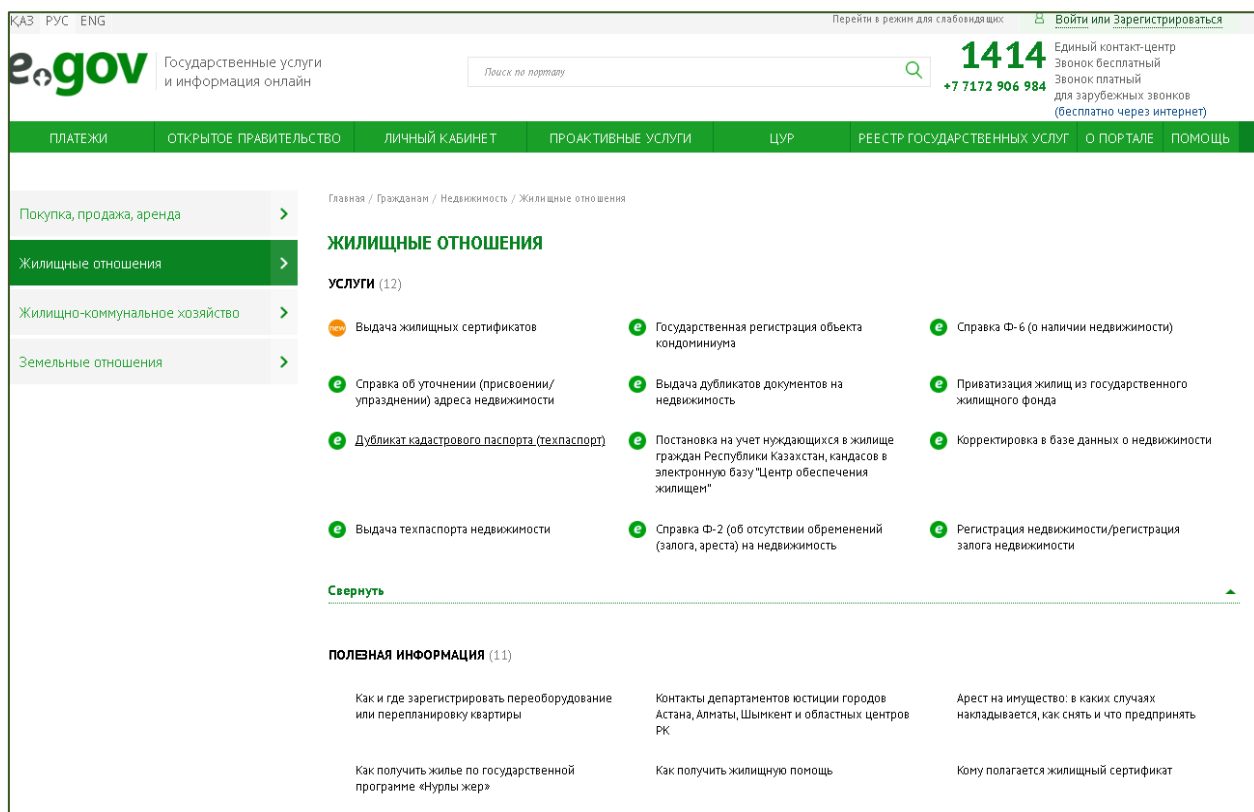 ҚАЗ РУС ENG
Перейти в режим для слабовидящих
Войти или Зарегистрироваться
e.gov
Государственные услуги
и информация онлайн
Поиск по порталу
1414
+7 7172 906 984
Единый контакт-центр
Звонок бесплатный
Звонок платный
для зарубежных звонков
(бесплатно через интернет)
ПЛАТЕЖИ ОТКРЫТОЕ ПРАВИТЕЛЬСТВО ЛИЧНЫЙ КАБИНЕТ ПРОАКТИВНЫЕ УСЛУГИ ЦУР РЕЕСТР ГОСУДАРСТВЕННЫХ УСЛУГ О ПОРТАЛЕ ПОМОЩЬ
Покупка, продажа, аренда
Жилищные отношения
Жилищно-коммунальное хозяйство
Земельные отношения
Главная / Гражданам / Недвижимость / Жилищные отношения
ЖИЛИЩНЫЕ ОТНОШЕНИЯ
УСЛУГИ (12)
new Выдача жилищных сертификатов
e Государственная регистрация объекта
кондоминиума
e Справка Ф-6 (о наличии недвижимости)
e Справка об уточнении (присвоении/
упразднении) адреса недвижимости
e Выдача дубликатов документов на
недвижимость
e Приватизация жилищ из государственного
жилищного фонда
e Дубликат кадастрового паспорта (техпаспорт)
e Постановка на учет нуждающихся в жилище
граждан Республики Казахстан, кандасов в
электронную базу "Центр обеспечения
жилищем"
e Корректировка в базе данных о недвижимости
e Выдача техпаспорта недвижимости
e Справка Ф-2 (об отсутствии обременений
(залога, ареста) на недвижимость
e Регистрация недвижимости/регистрация
залога недвижимости
Свернуть
ПОЛЕЗНАЯ ИНФОРМАЦИЯ (11)
Как и где зарегистрировать переоборудование
или перепланировку квартиры
Контакты департаментов юстиции городов
Астана, Алматы, Шымкент и областных центров
РК
Арест на имущество: в каких случаях
накладывается, как снять и что предпринять
Как получить жилье по государственной
программе «Нурлы жер»
Как получить жилищную помощь
Кому полагается жилищный сертификат